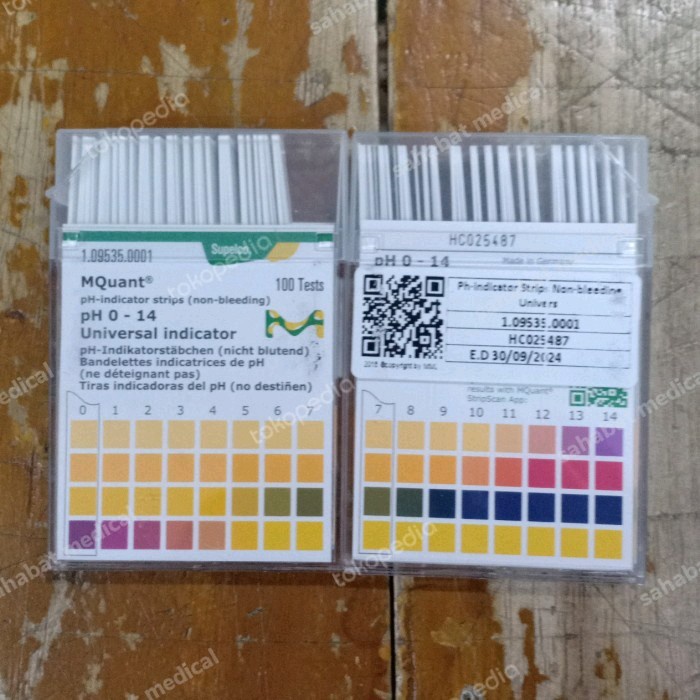 1.09535.0001
Supelco
MQuant®
100 Tests
pH-indicator strips (non-bleeding)
pH 0 - 14
Universal indicator
pH-Indikatorstäbchen (nicht blutend)
Bandelettes indicatrices de pH
(ne déteignant pas)
Tiras indicadoras del pH (no destiñen)
0 1 2 3 4 5 6 7
HC025487
pH 0 - 14
Made in Germany
Ph-indicator Strips Non-bleeding
Univers
1.09535.0001
HC025487
E.D 30/09/2024
results with MQuant®
StripScan App:
7 8 9 10 11 12 13 14
tokopedia
sahabat medical